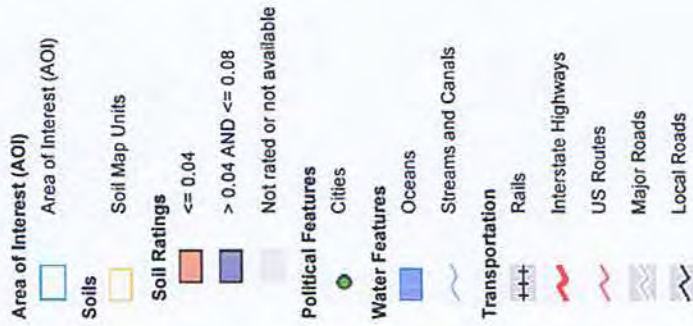 Area of Interest (AOI)
Area of Interest (AOI)
Soils
Soil Map Units
Soil Ratings
<= 0.04
> 0.04 AND <= 0.08
Not rated or not available
Political Features
Cities
Water Features
Oceans
Streams and Canals
Transportation
Rails
Interstate Highways
US Routes
Major Roads
Local Roads